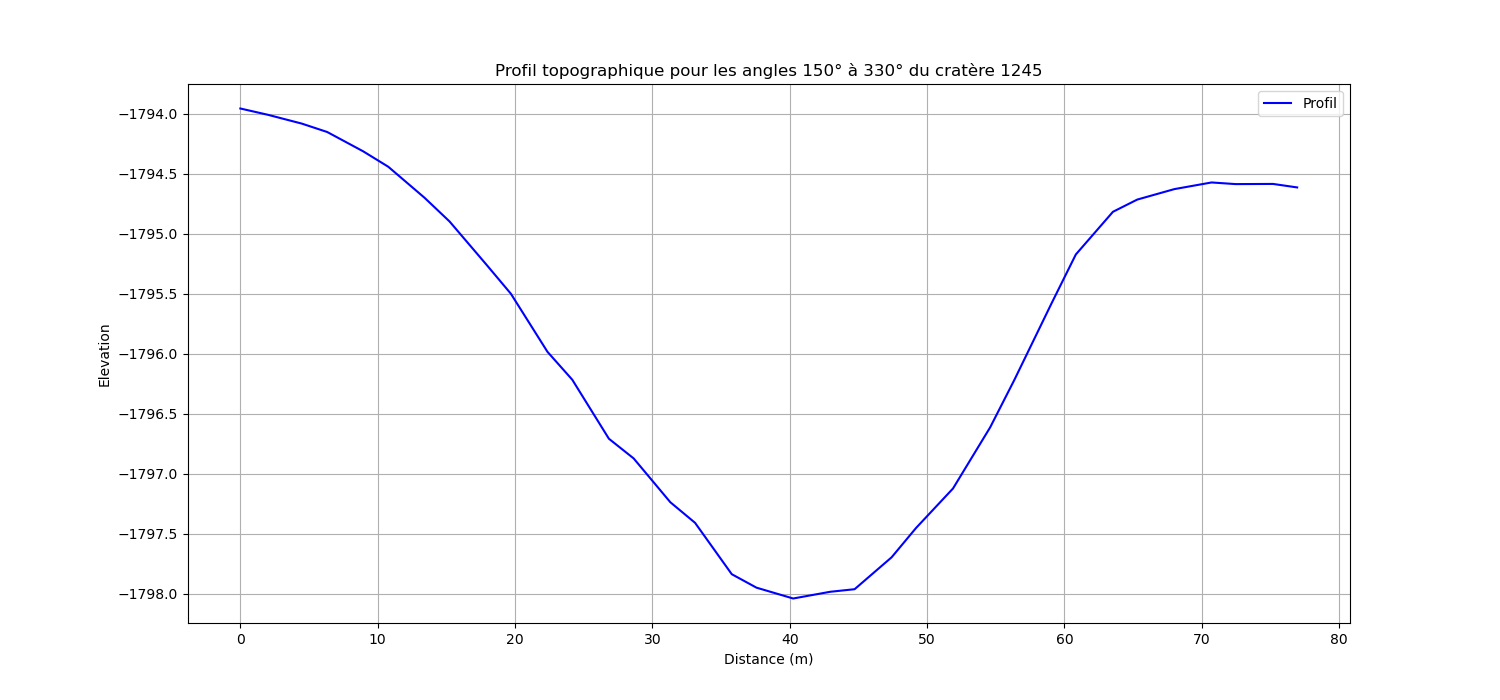 Profil topographique pour les angles 150° à 330° du cratère 1245
Profil
−1794.0
−1794.5
−1795.0
−1795.5
−1796.0
−1796.5
−1797.0
−1797.5
−1798.0
Elevation
0 10 20 30 40 50 60 70 80
Distance (m)